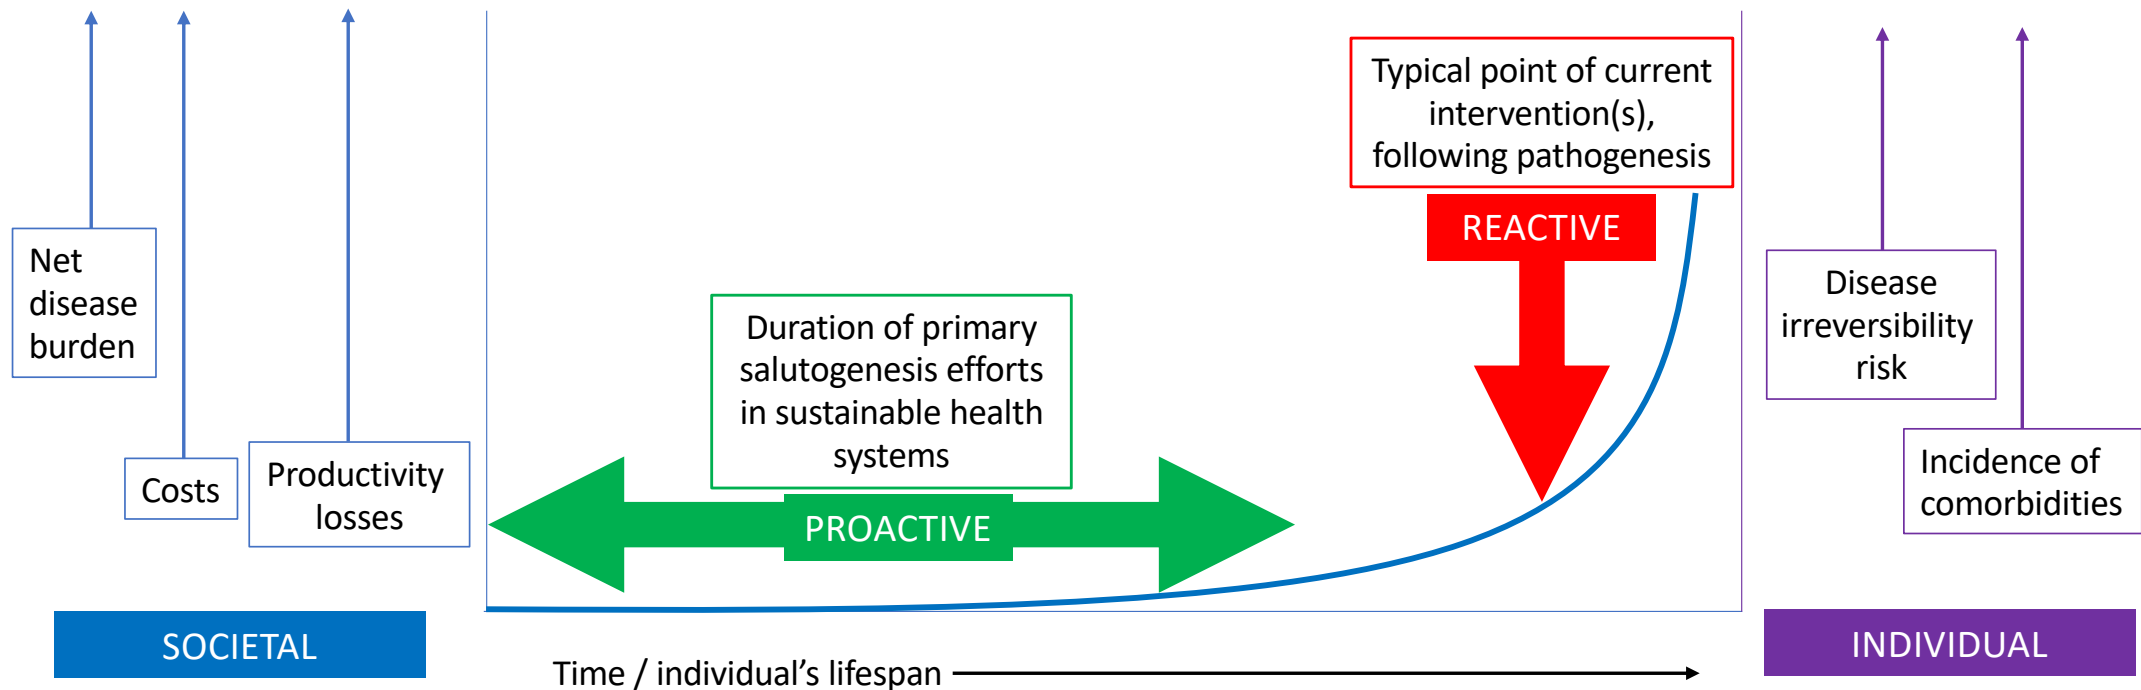 Net
disease
burden
Costs
Productivity
losses
SOCIETAL
Duration of primary
salutogenesis efforts
in sustainable health
systems
PROACTIVE
Typical point of current
intervention(s),
following pathogenesis
REACTIVE
Disease
irreversibility
risk
Incidence of
comorbidities
INDIVIDUAL
Time / individual’s lifespan